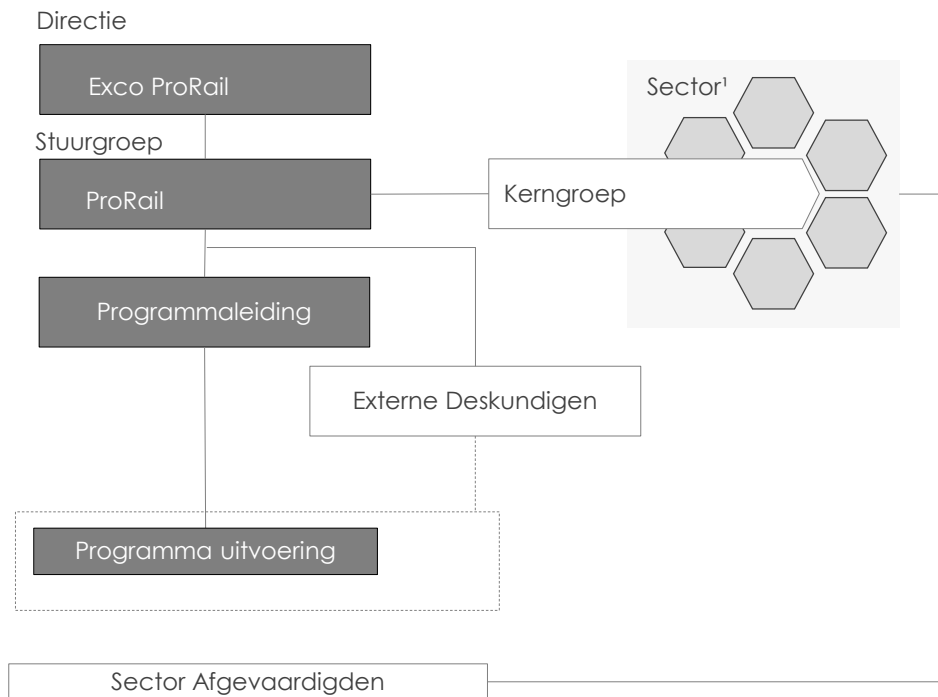 Directie
Exco ProRail
Sector¹
Stuurgroep
ProRail
Kerngroep
Programmaleiding
Externe Deskundigen
Programma uitvoering
Sector Afgevaardigden